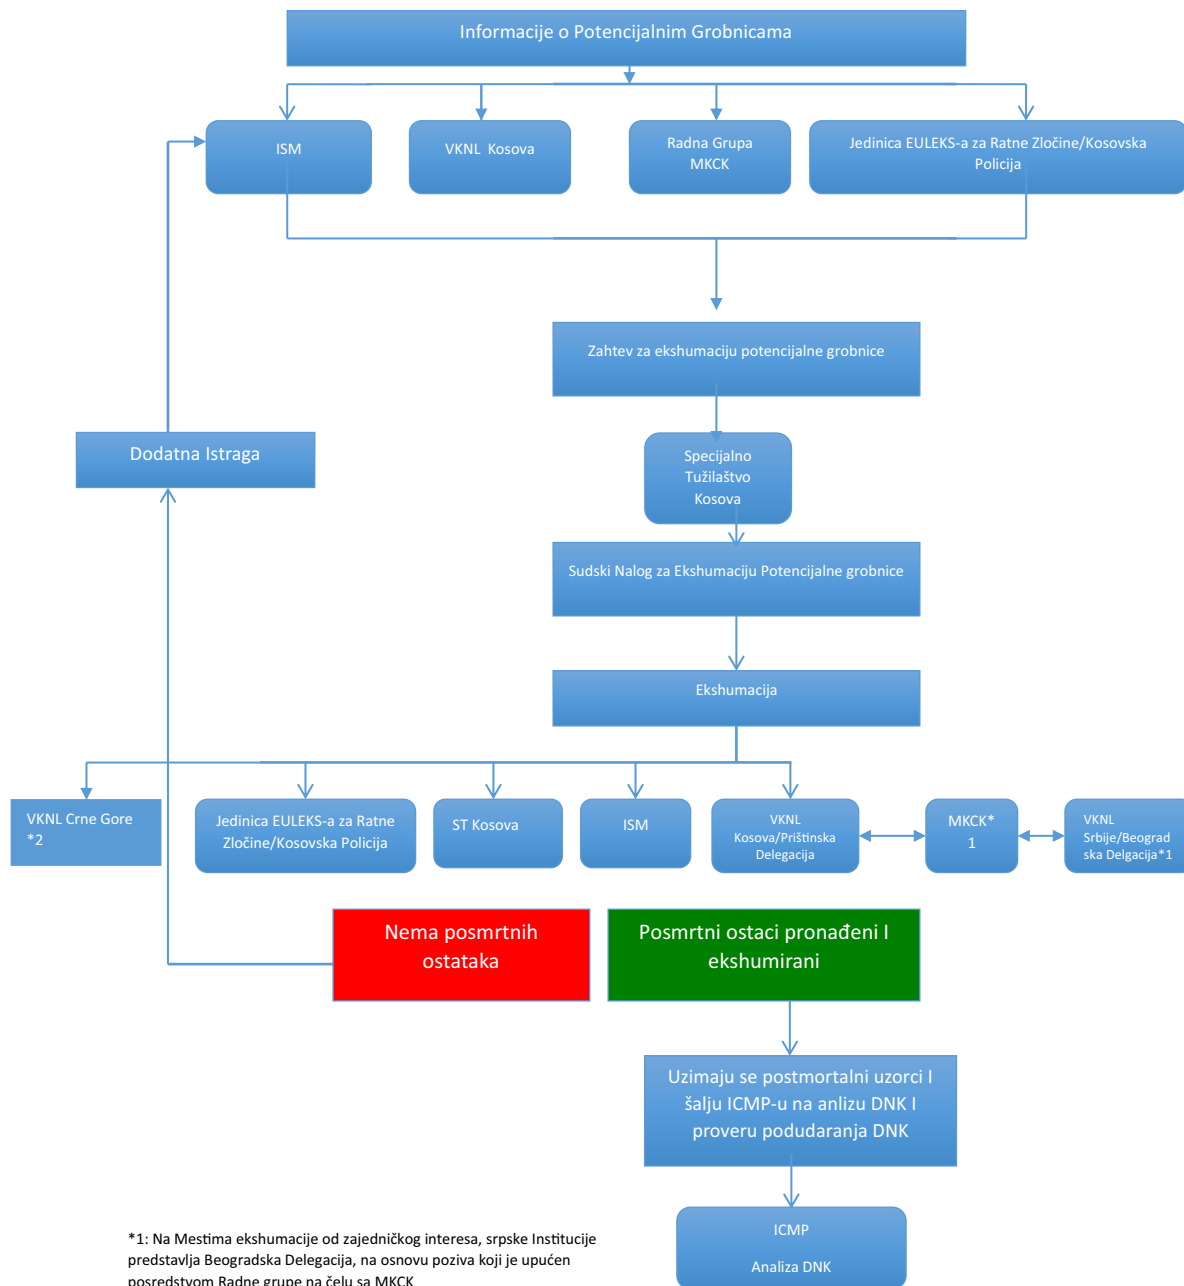 Informacije o Potencijalnim Grobnicama
ISM
VKNL Kosova
Radna Grupa
MKCK
Jedinica EULEKS-a za Ratne Zločine/Kosovska
Policija
Zahtev za ekshumaciju potencijalne grobnice
Dodatna Istraga
Specijalno
Tužilaštvo
Kosova
Sudski Nalog za Ekshumaciju Potencijalne grobnice
Ekshumacija
VKNL Crne Gore
*2
Jedinica EULEKS-a za Ratne
Zločine/Kosovska Policija
ST Kosova
ISM
VKNL
Kosova/Prištinska
Delegacija
MKCK*
1
VKNL
Srbije/Beograd
ska Delgacija*1
Nema posmrtnih
ostataka
Posmrtni ostaci pronađeni I
ekshumirani
Uzimaju se postmortalni uzorci I
šalju ICMP-u na anlizu DNK I
proveru podudaranja DNK
ICMP
Analiza DNK
*1: Na Mestima ekshumacije od zajedničkog interesa, srpske Institucije
predstavlja Beogradska Delegacija, na osnovu poziva koji je upućen
posredstvom Radne grupe na čelu sa MKCK